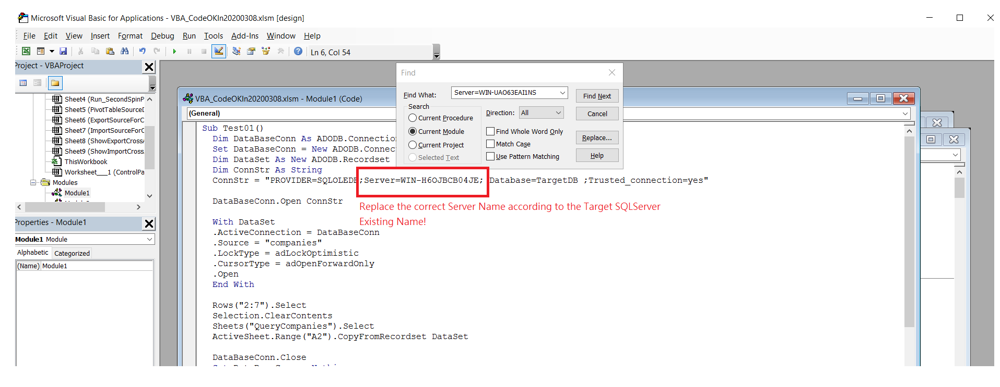 Microsoft Visual Basic for Applications - VBA_CodeOKIn20200308.xlsm [design]
File Edit View Insert Format Debug Run Tools Add-Ins Window Help
Ln 6, Col 54
Project - VBAProject
Sheet4 (Run_SecondSpinP
Sheet5 (PivotTableSource
Sheet6 (ExportSourceForC
Sheet7 (ImportSourceForC
Sheet8 (ShowExportCross
Sheet9 (ShowImportCross
ThisWorkbook
Worksheet___1 (ControlPa
Modules
Module1
Properties - Module1
Module1 Module
Alphabetic Categorized
(Name) Module1
Find
Find What: Server=WIN-UAO63EAI1NS Find Next
Search
Direction: All Cancel
Current Procedure
Current Module Find Whole Word Only
Replace...
Current Project Match Case
Selected Text Use Pattern Matching Help
VBA_CodeOKIn20200308.xlsm - Module1 (Code)
(General)
Sub Test01()
Dim DataBaseConn As ADODB.Connection
Set DataBaseConn = New ADODB.Connec
Dim DataSet As New ADODB.Recordset
Dim ConnStr As String
ConnStr = "PROVIDER=SQLOLEDB;Server=WIN-H6OJBCB04JE; Database=TargetDB ;Trusted_connection=yes"
DataBaseConn.Open ConnStr
Replace the correct Server Name according to the Target SQLServer
Existing Name!
With DataSet
.ActiveConnection = DataBaseConn
.Source = "companies"
.LockType = adLockOptimistic
.CursorType = adOpenForwardOnly
.Open
End With
Rows("2:7").Select
Selection.ClearContents
Sheets("QueryCompanies").Select
ActiveSheet.Range("A2").CopyFromRecordset DataSet
DataBaseConn.Close